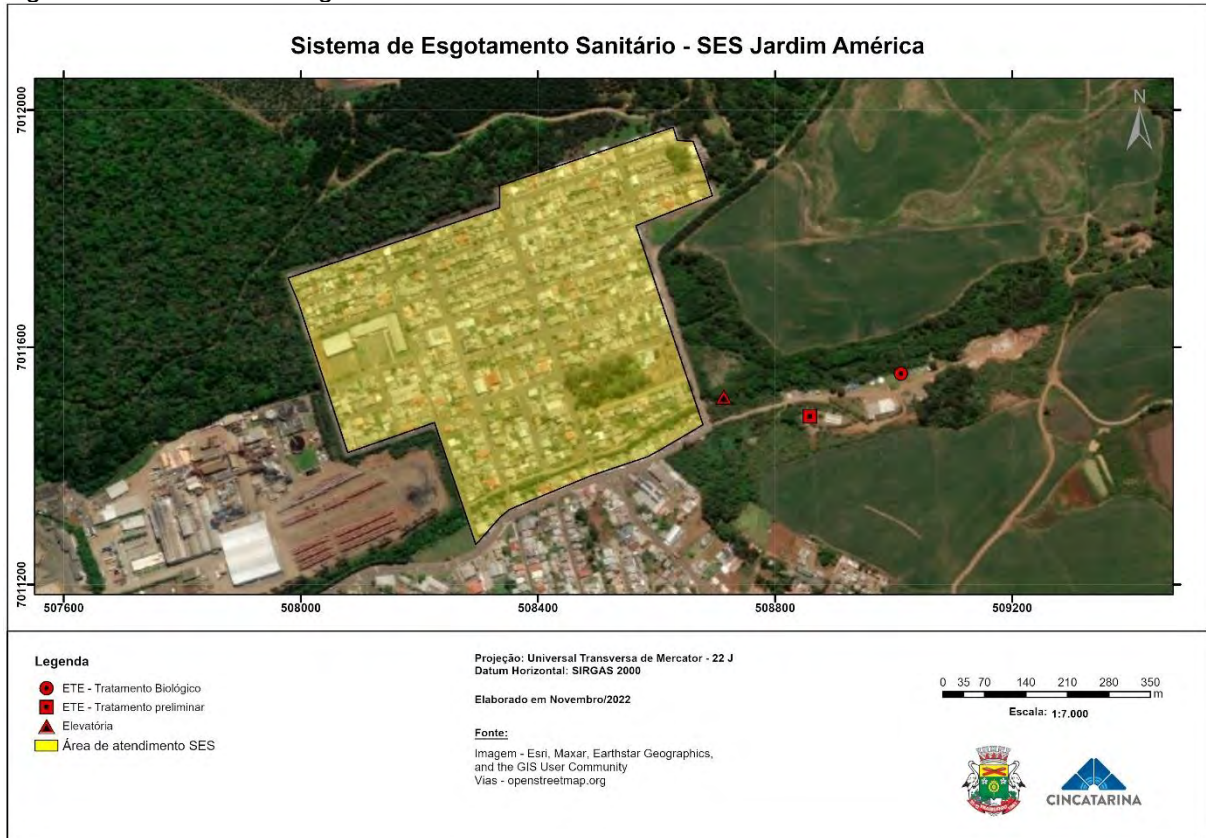 Sistema de Esgotamento Sanitário - SES Jardim América
N
7012000
7011600
7011200
507600
508000
508400
508800
509200
Legenda
ETE - Tratamento Biológico
ETE - Tratamento preliminar
Elevatória
Área de atendimento SES
Projeção: Universal Transversa de Mercator - 22 J
Datum Horizontal: SIRGAS 2000
Elaborado em Novembro/2022
Fonte:
Imagem - Esri, Maxar, Earthstar Geographics,
and the GIS User Community
Vias - openstreetmap.org
0 35 70 140 210 280 350
m
Escala: 1:7.000
CINCATARINA